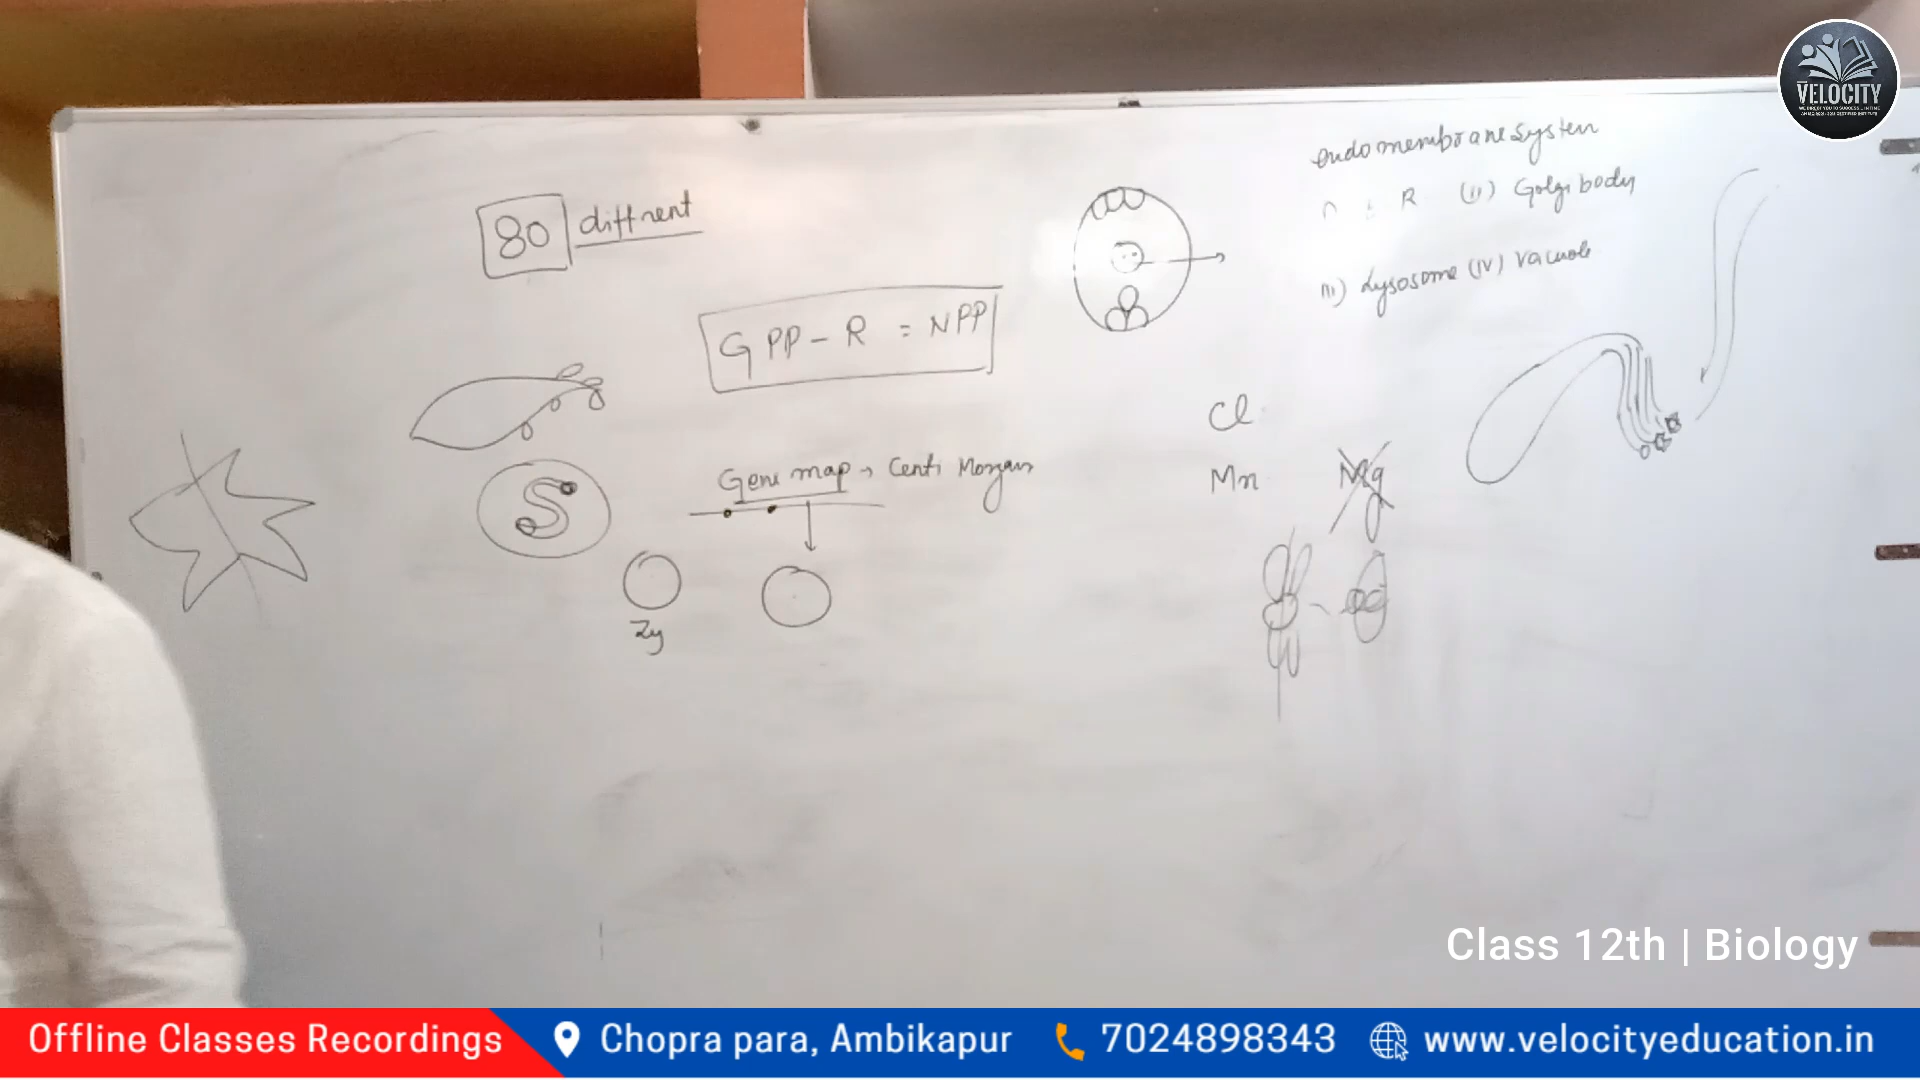 VELOCITY
endomembrane System
R (ii) Golgi body
iii) Lysosome (iv) Vacuole
80 diffrent
GPP - R = NPP
Cl
Gene map → Centi Morgan
Mn Mg
Zy
Class 12th | Biology
Offline Classes Recordings
Chopra para, Ambikapur
7024898343
www.velocityeducation.in